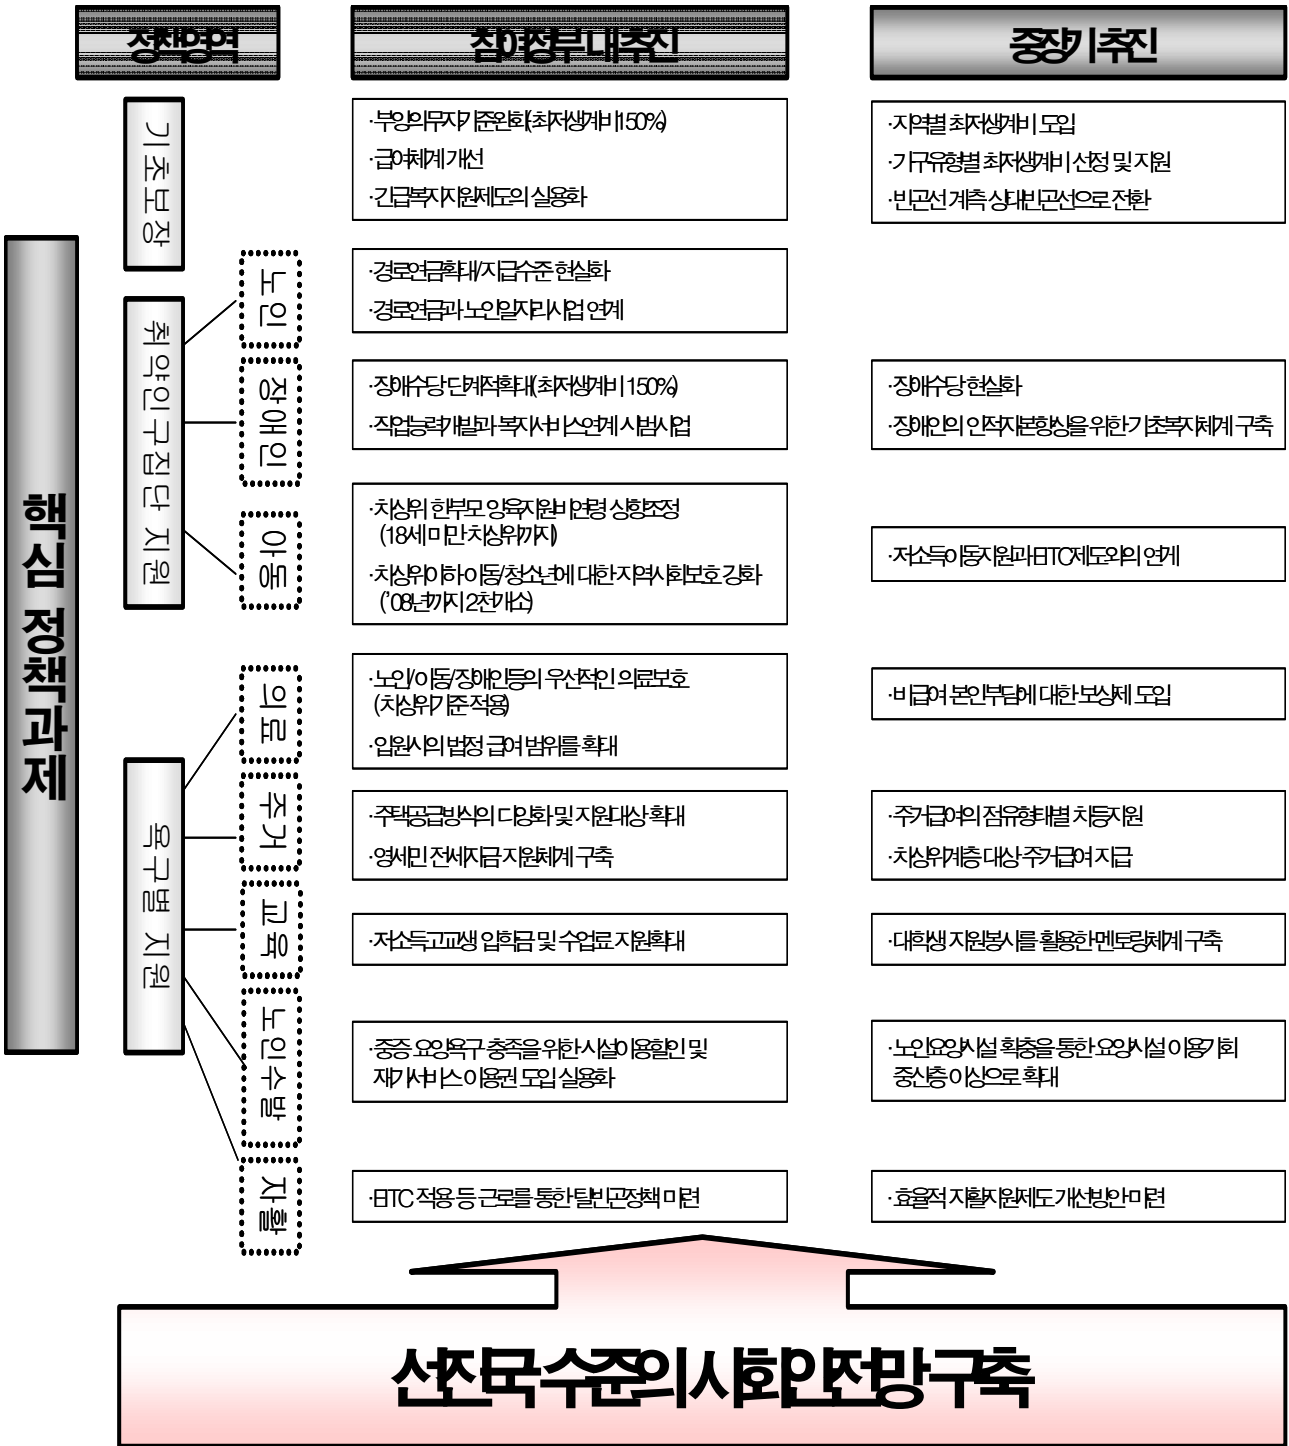 정책영역
참여정부 내 추진
중장기 추진
핵심 정책과제
기초보장
·부양의무자기준완화(최저생계비150%)
·급여체계 개선
·긴급복지지원제도의 실용화
·지역별 최저생계비 도입
·가구유형별 최저생계비 선정 및 지원
·빈곤선 계측 상대빈곤선으로 전환
취약인구집단 지원
노인
·경로연금확대/지급수준 현실화
·경로연금과 노인일자리사업 연계
장애인
·장애수당 단계적확대(최저생계비 150%)
·직업능력개발과 복지서비스연계 시범사업
·장애수당 현실화
·장애인의 인적자본향상을 위한 기초복지체계 구축
아동
·차상위 한부모 양육지원비연령 상향조정
(18세 미만 차상위까지)
·차상위이하 아동/청소년에 대한 지역사회보호 강화
('08년까지 2천개소)
·저소득아동지원과 EITC제도와의 연계
욕구별 지원
의료
·노인/아동/장애인등의 우선적인 의료보호
(차상위기준 적용)
·입원시의 법정 급여 범위를 확대
·비급여 본인부담에 대한 보상제 도입
주거
·주택공급방식의 다양화 및 지원대상 확대
·영세민 전세자금 지원체계 구축
·주거급여의 점유형태별 차등지원
·차상위계층 대상 주거급여 지급
교육
·저소득고교생 입학금 및 수업료 지원확대
·대학생 자원봉사를 활용한 멘토링체계 구축
노인수발
·중증 요양욕구 충족을 위한 시설이용할인 및
재가서비스 이용권 도입 실용화
·노인요양시설 확충을 통한 요양시설 이용기회
중산층 이상으로 확대
자활
·EITC 적용 등 근로를 통한 탈빈곤정책 마련
·효율적 자활지원제도 개선방안 마련
선진국 수준의 사회안전망 구축